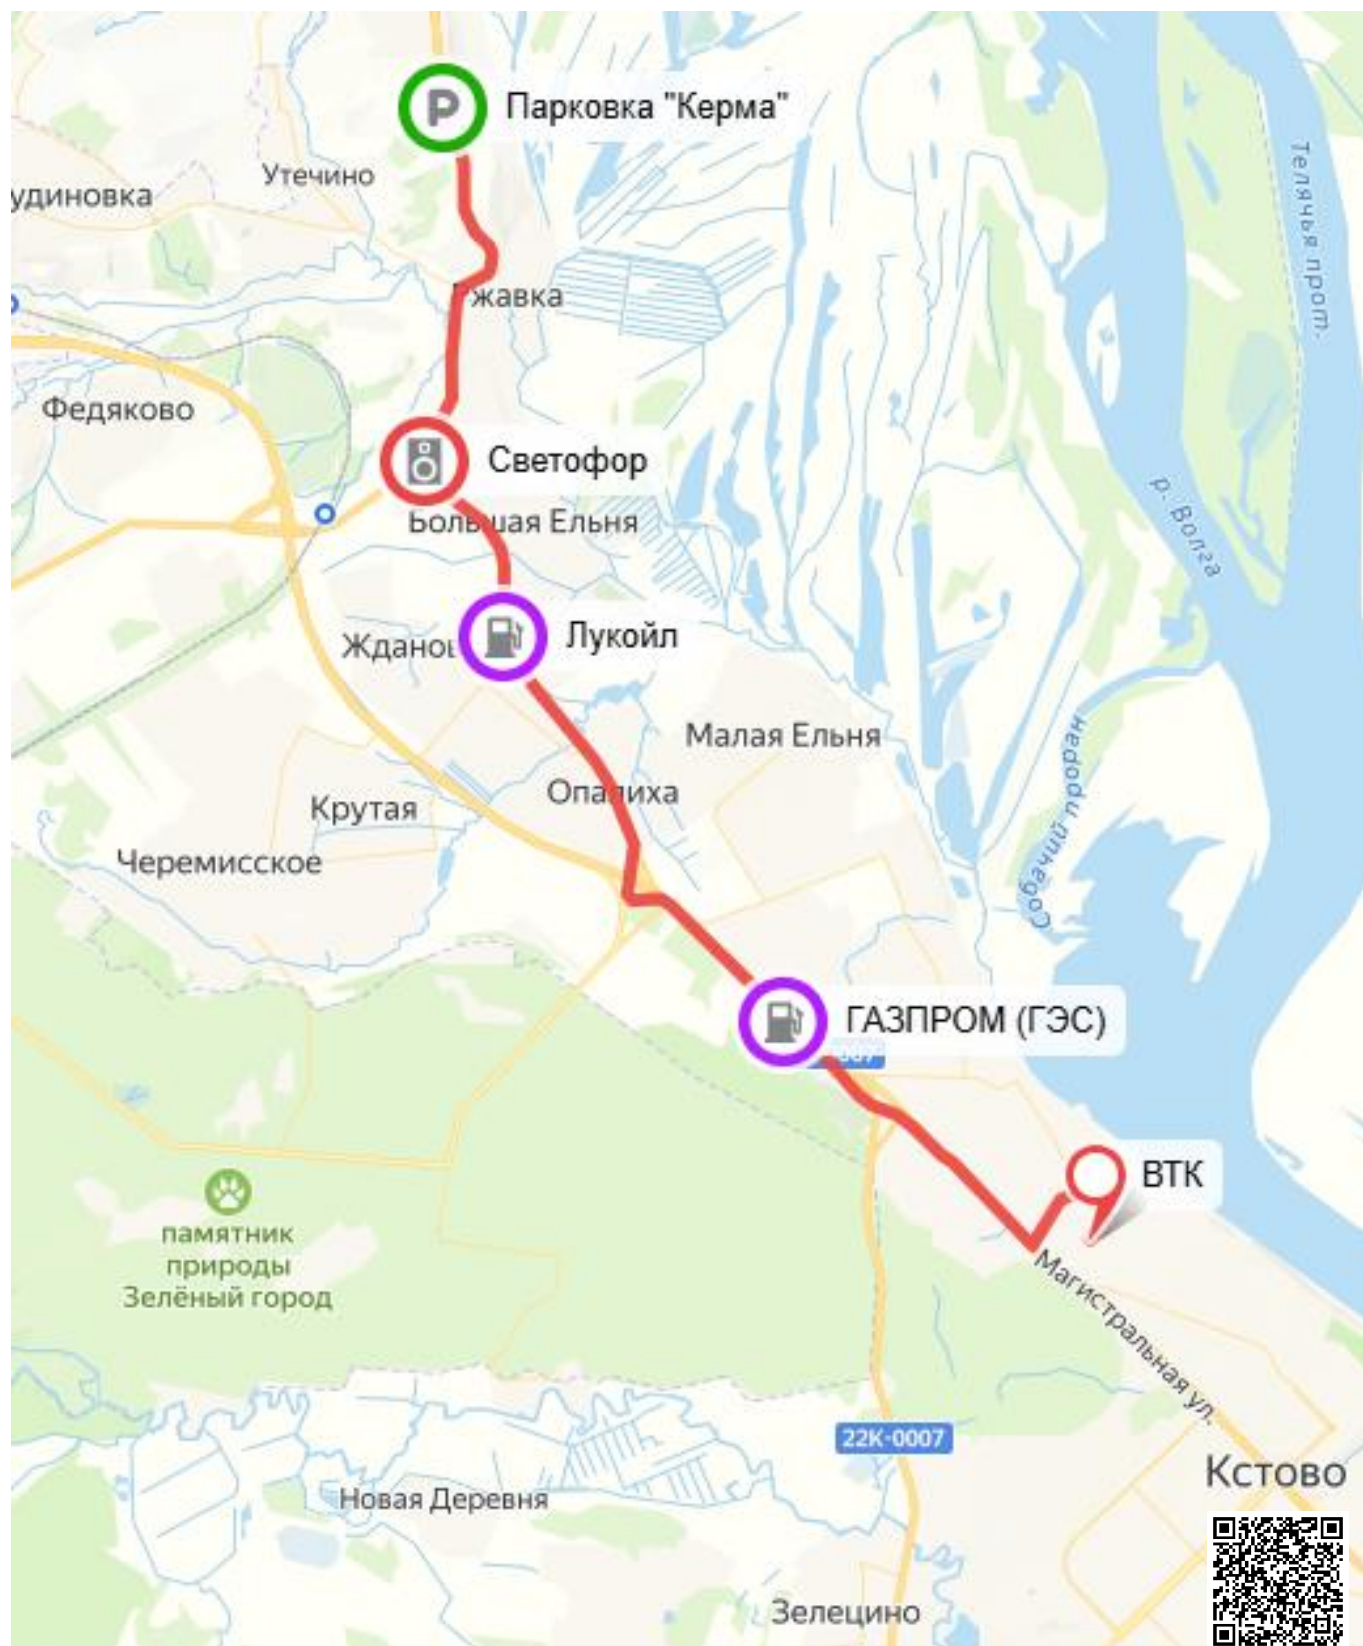 Парковка "Керма"
Утечино
удиновка
Телячья прот.
Ржавка
Федяково
Светофор
р. Волга
Большая Ельня
Лукойл
Жданов
Малая Ельня
Собачий проран
Опалиха
Крутая
Черемисское
ГАЗПРОМ (ГЭС)
ВТК
памятник
природы
Зелёный город
Магистральная ул.
22К-0007
Кстово
Новая Деревня
Зелецино